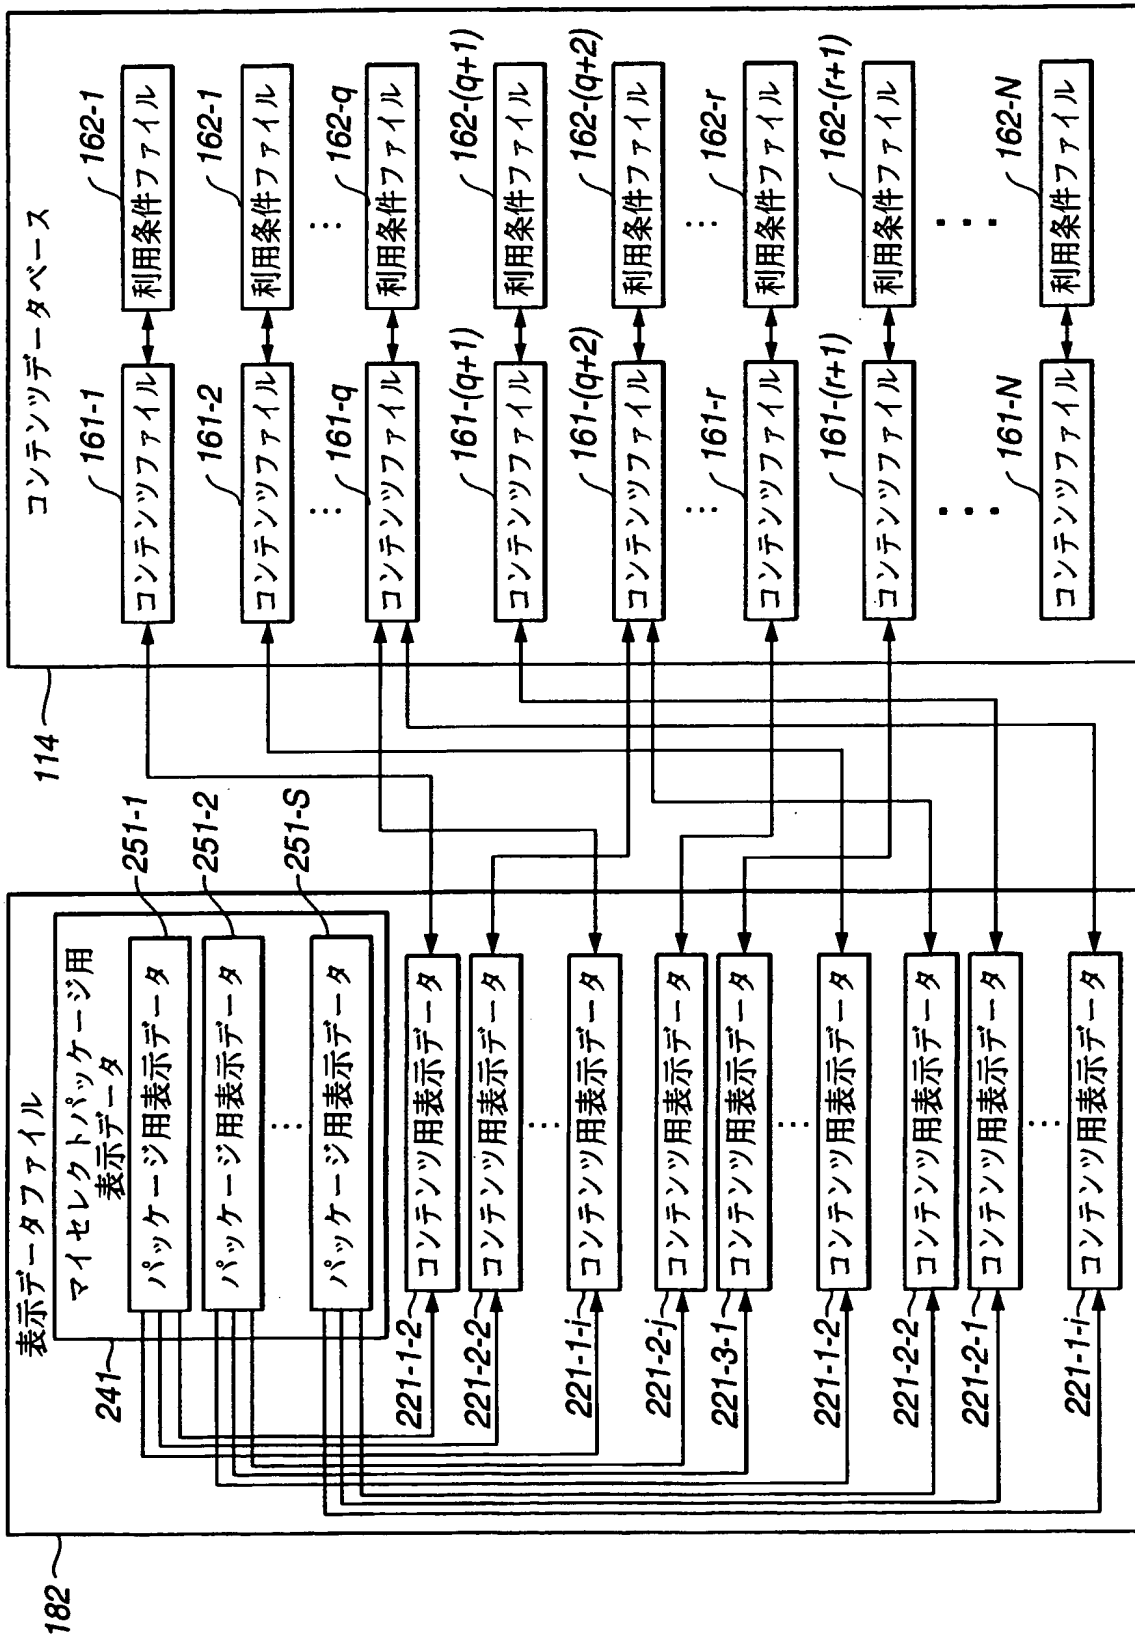 182
表示データファイル
241
マイセレクトパッケージ用
表示データ
パッケージ用表示データ
251-1
パッケージ用表示データ
251-2
⋮
パッケージ用表示データ
251-S
221-1-2
コンテンツ用表示データ
221-2-2
コンテンツ用表示データ
⋮
221-1-i
コンテンツ用表示データ
221-2-j
コンテンツ用表示データ
221-3-1
コンテンツ用表示データ
⋮
221-1-2
コンテンツ用表示データ
221-2-2
コンテンツ用表示データ
221-2-1
コンテンツ用表示データ
⋮
221-1-i
コンテンツ用表示データ
114
コンテンツデータベース
161-1
コンテンツファイル
162-1
利用条件ファイル
161-2
コンテンツファイル
162-1
利用条件ファイル
⋮
⋮
161-q
コンテンツファイル
162-q
利用条件ファイル
161-(q+1)
コンテンツファイル
162-(q+1)
利用条件ファイル
161-(q+2)
コンテンツファイル
162-(q+2)
利用条件ファイル
⋮
⋮
161-r
コンテンツファイル
162-r
利用条件ファイル
161-(r+1)
コンテンツファイル
162-(r+1)
利用条件ファイル
⋮
⋮
161-N
コンテンツファイル
162-N
利用条件ファイル